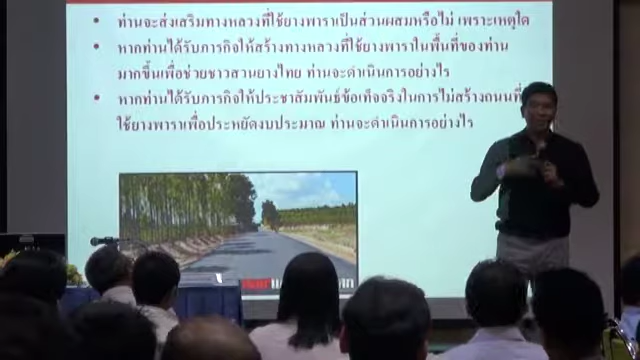 ท่านจะส่งเสริมทางหลวงที่ใช้ยางพาราเป็นส่วนผสมหรือไม่ เพราะเหตุใด
หากท่านได้รับภารกิจให้สร้างทางหลวงที่ใช้ยางพาราในพื้นที่ของท่าน
มากขึ้นเพื่อช่วยชาวสวนยางไทย ท่านจะดำเนินการอย่างไร
หากท่านได้รับภารกิจให้ประชาสัมพันธ์ข้อเท็จจริงในการไม่สร้างถนนที่
ใช้ยางพาราเพื่อประหยัดงบประมาณ ท่านจะดำเนินการอย่างไร